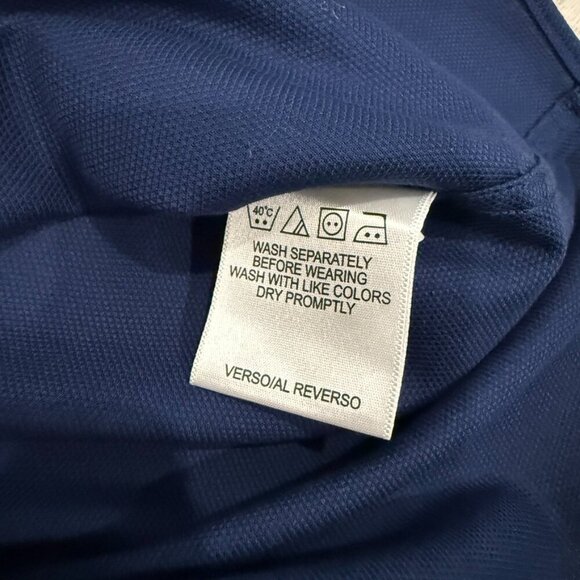 40°C
WASH SEPARATELY
BEFORE WEARING
WASH WITH LIKE COLORS
DRY PROMPTLY
VERSO/AL REVERSO